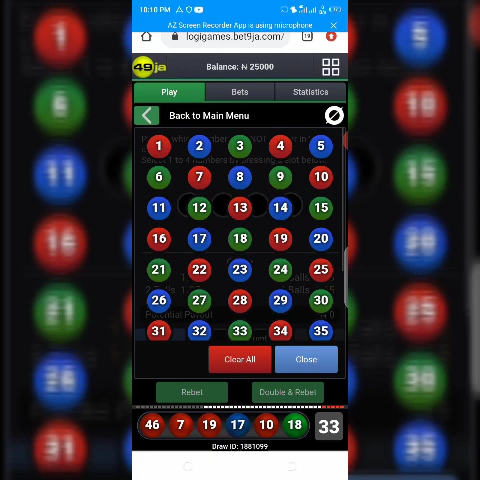 10:10 PM
AZ Screen Recorder App is using microphone
logigames.bet9ja.com/
19
49ja
Balance: ₦ 25000
Play
Bets
Statistics
Back to Main Menu
1 2 3 4 5
6 7 8 9 10
11 12 13 14 15
16 17 18 19 20
21 22 23 24 25
26 27 28 29 30
Potential Payout
31 32 33 34 35
Clear All
Close
Rebet
Double & Rebet
46 7 19 17 10 18 33
Draw ID: 1881099